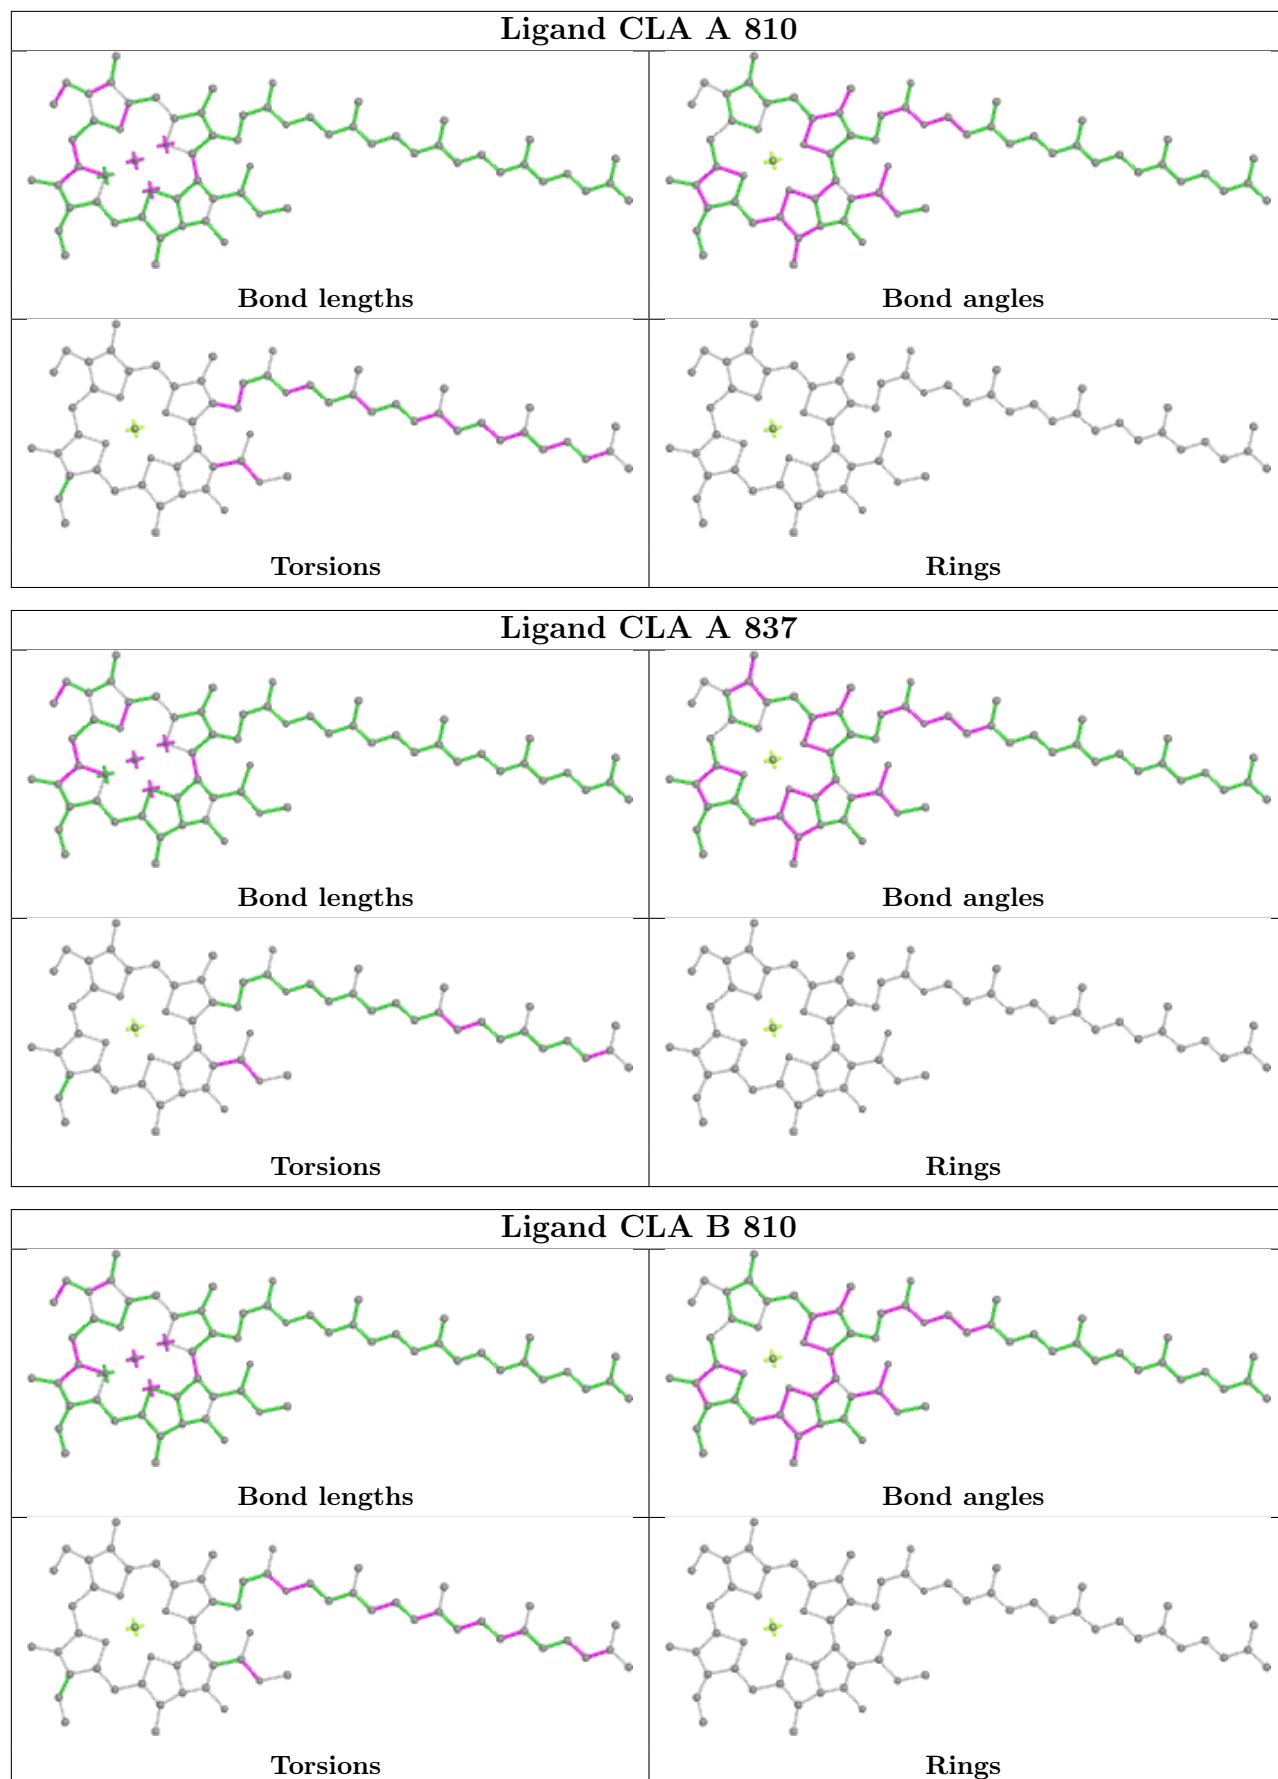 Ligand CLA A 810
Bond lengths
Bond angles
Torsions
Rings
Ligand CLA A 837
Bond lengths
Bond angles
Torsions
Rings
Ligand CLA B 810
Bond lengths
Bond angles
Torsions
Rings